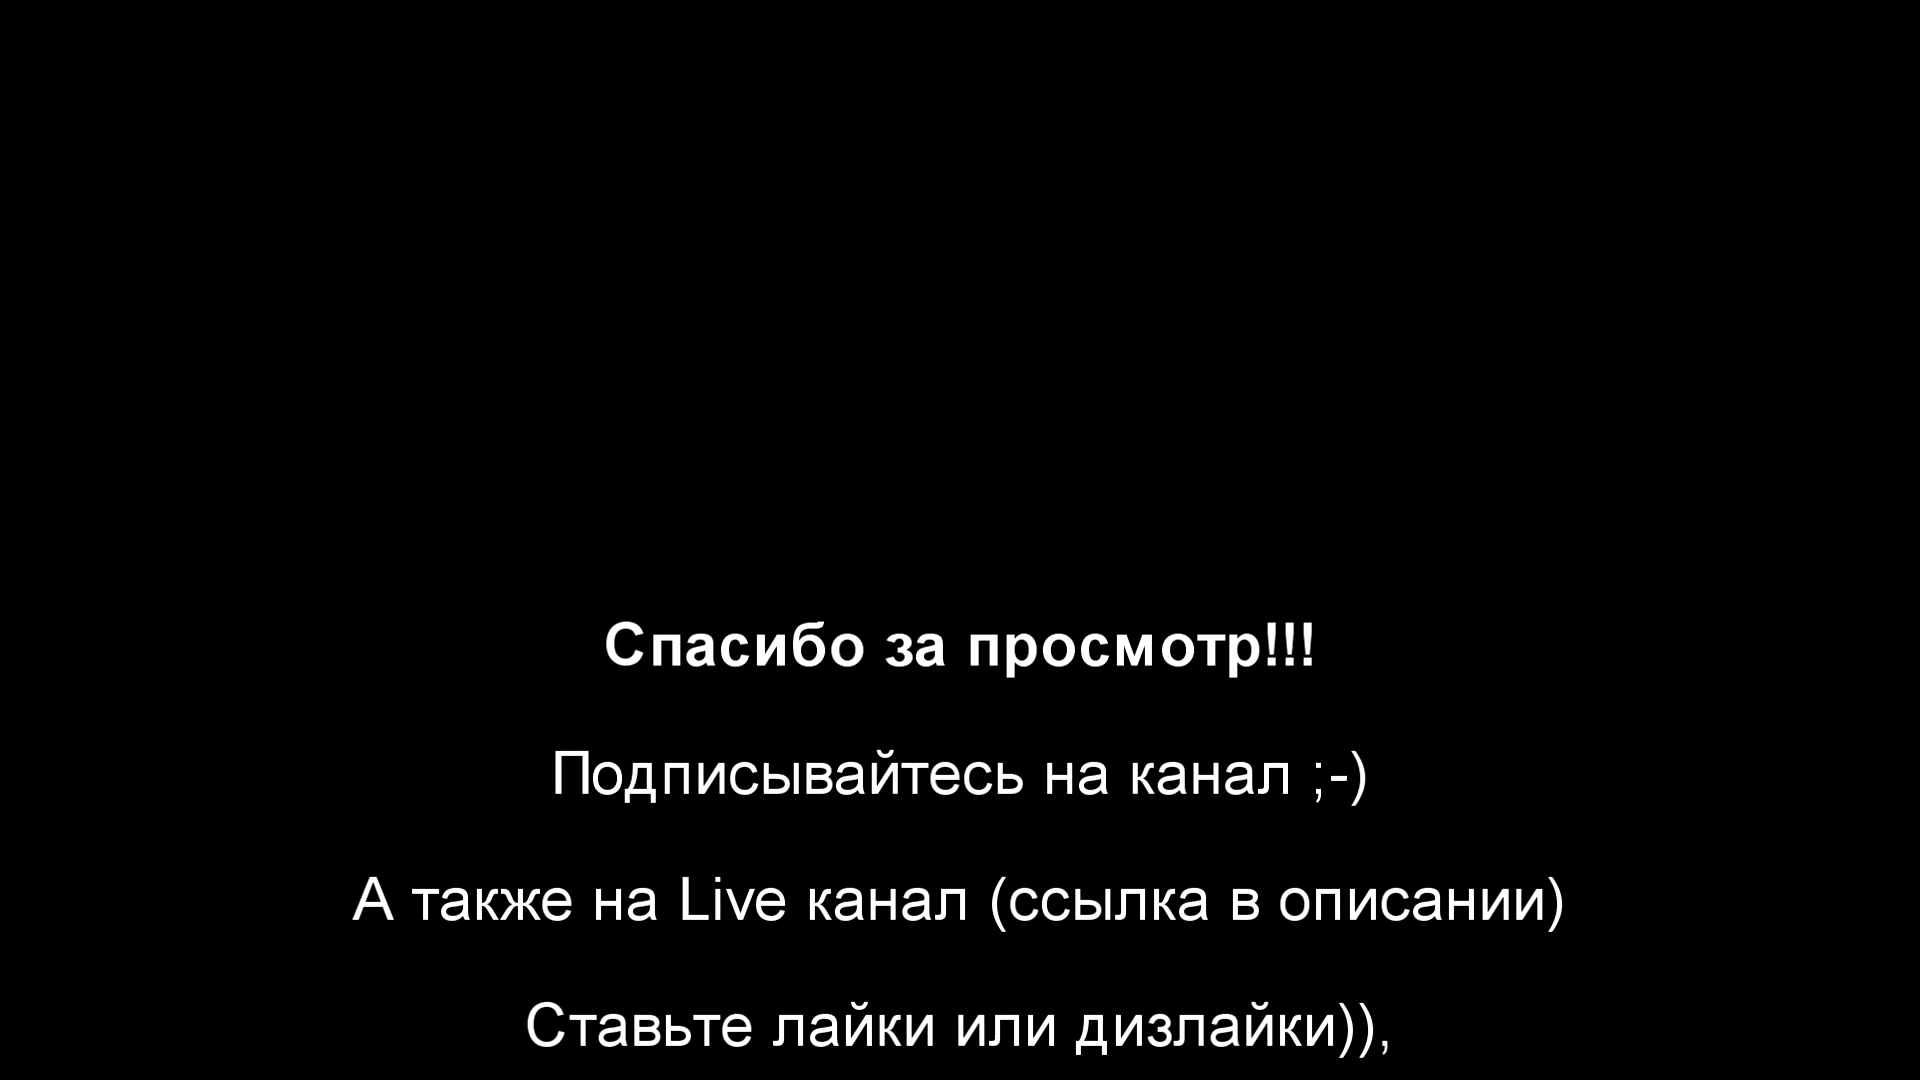 Спасибо за просмотр!!!
Подписывайтесь на канал ;-)
А также на Live канал (ссылка в описании)
Ставьте лайки или дизлайки)),